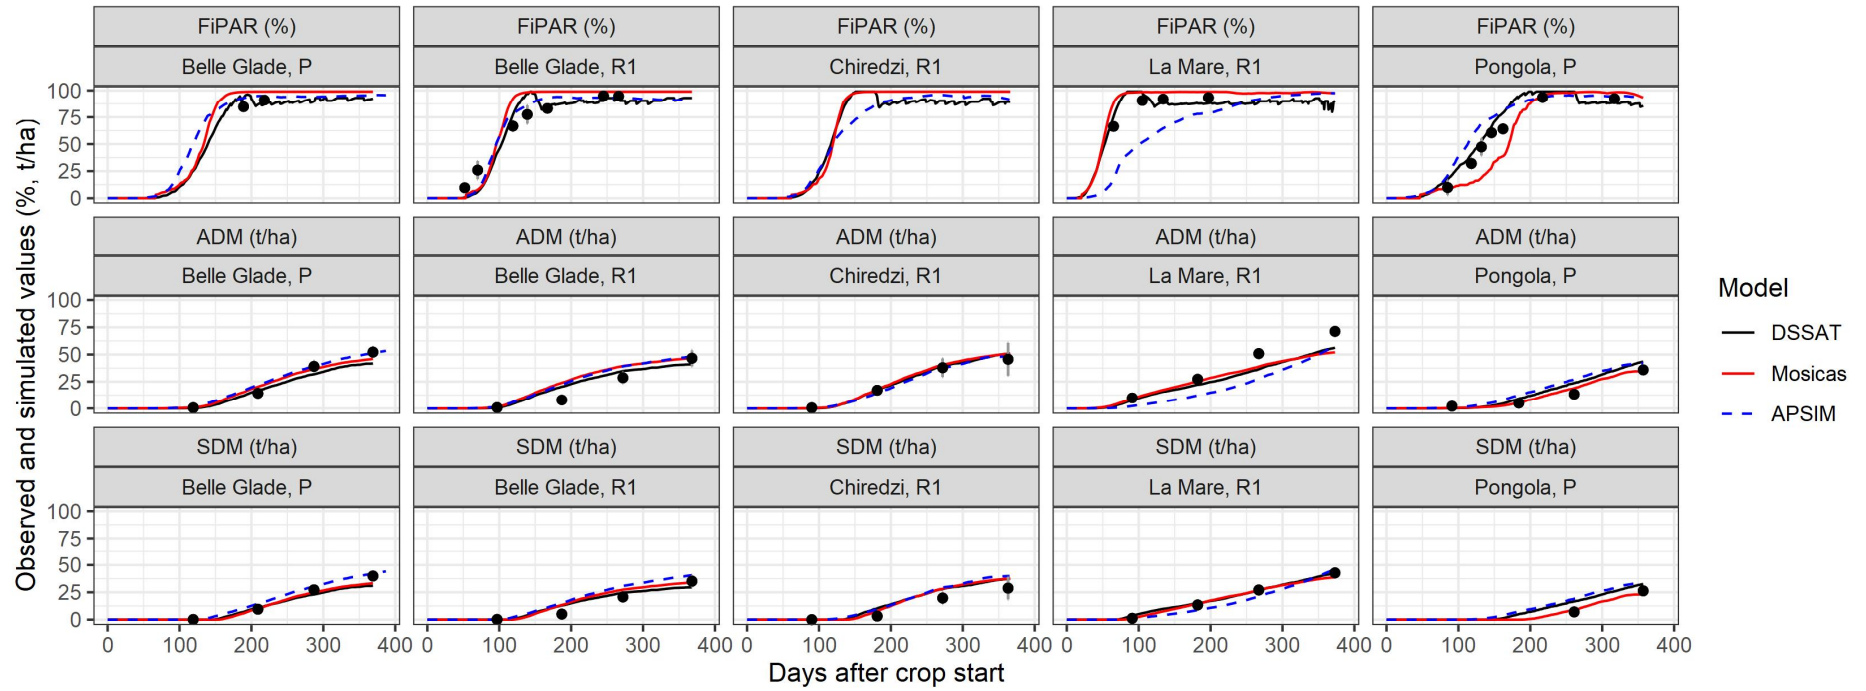 FiPAR (%) FiPAR (%) FiPAR (%) FiPAR (%) FiPAR (%)
Belle Glade, P Belle Glade, R1 Chiredzi, R1 La Mare, R1 Pongola, P
100
75
50
25
0
ADM (t/ha) ADM (t/ha) ADM (t/ha) ADM (t/ha) ADM (t/ha)
Belle Glade, P Belle Glade, R1 Chiredzi, R1 La Mare, R1 Pongola, P
100
75
50
25
0
SDM (t/ha) SDM (t/ha) SDM (t/ha) SDM (t/ha) SDM (t/ha)
Belle Glade, P Belle Glade, R1 Chiredzi, R1 La Mare, R1 Pongola, P
100
75
50
25
0
0 100 200 300 400 0 100 200 300 400 0 100 200 300 400 0 100 200 300 400 0 100 200 300 400
Days after crop start
Observed and simulated values (%, t/ha)
Model
DSSAT
Mosicas
APSIM